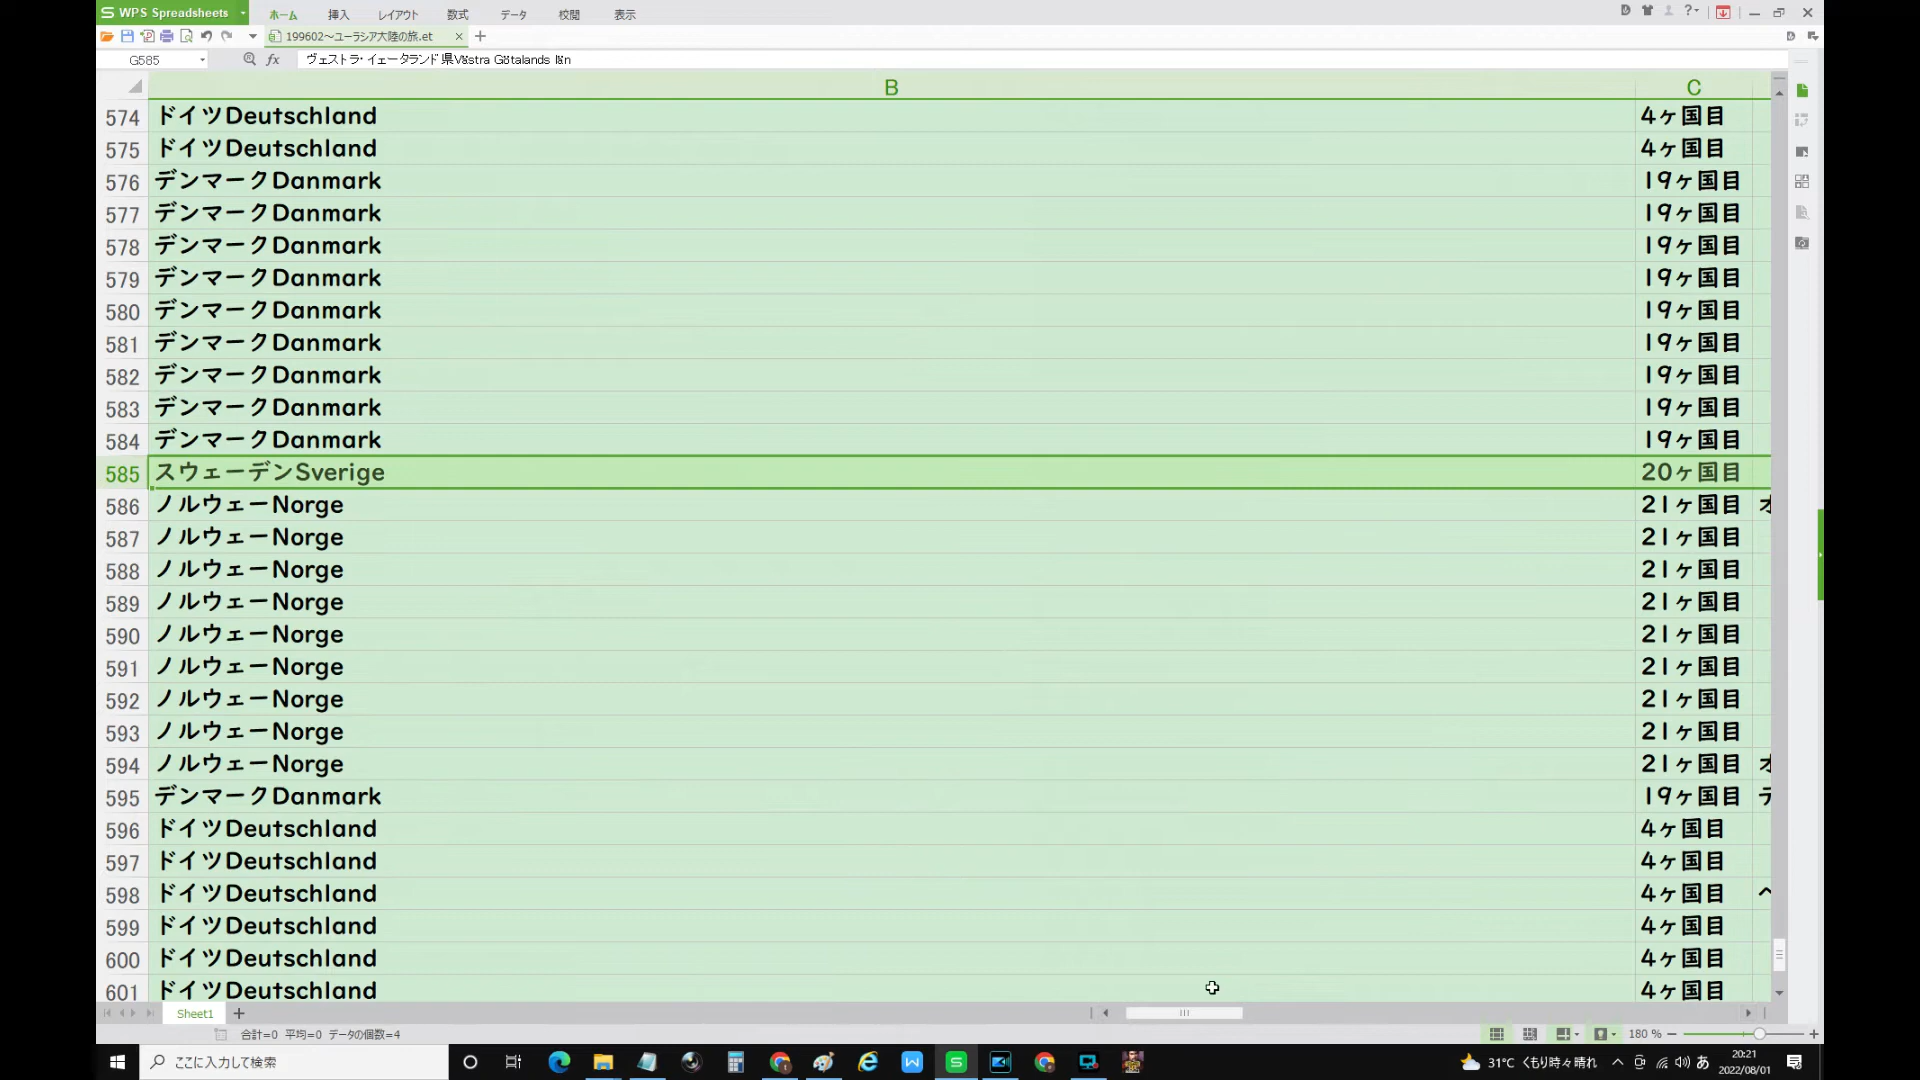 WPS Spreadsheets
ホーム 挿入 レイアウト 数式 データ 校閲 表示
199602～ユーラシア大陸の旅.et
G585 fx ヴェストラ・イェータランド県Västra Götalands län
B C
574 ドイツDeutschland 4ヶ国目
575 ドイツDeutschland 4ヶ国目
576 デンマークDanmark 19ヶ国目
577 デンマークDanmark 19ヶ国目
578 デンマークDanmark 19ヶ国目
579 デンマークDanmark 19ヶ国目
580 デンマークDanmark 19ヶ国目
581 デンマークDanmark 19ヶ国目
582 デンマークDanmark 19ヶ国目
583 デンマークDanmark 19ヶ国目
584 デンマークDanmark 19ヶ国目
585 スウェーデンSverige 20ヶ国目
586 ノルウェーNorge 21ヶ国目
587 ノルウェーNorge 21ヶ国目
588 ノルウェーNorge 21ヶ国目
589 ノルウェーNorge 21ヶ国目
590 ノルウェーNorge 21ヶ国目
591 ノルウェーNorge 21ヶ国目
592 ノルウェーNorge 21ヶ国目
593 ノルウェーNorge 21ヶ国目
594 ノルウェーNorge 21ヶ国目
595 デンマークDanmark 19ヶ国目
596 ドイツDeutschland 4ヶ国目
597 ドイツDeutschland 4ヶ国目
598 ドイツDeutschland 4ヶ国目
599 ドイツDeutschland 4ヶ国目
600 ドイツDeutschland 4ヶ国目
601 ドイツDeutschland 4ヶ国目
Sheet1
合計=0 平均=0 データの個数=4 180 %
ここに入力して検索 31°C くもり時々晴れ あ 20:21
2022/08/01